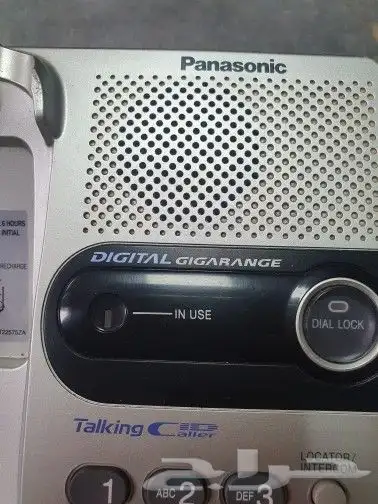 Panasonic
6 HOURS
INITIAL
RECHARGE
DIGITAL GIGARANGE
IN USE
DIAL LOCK
Talking Caller ID
LOCATOR/
INTERCOM
1
ABC 2
DEF 3